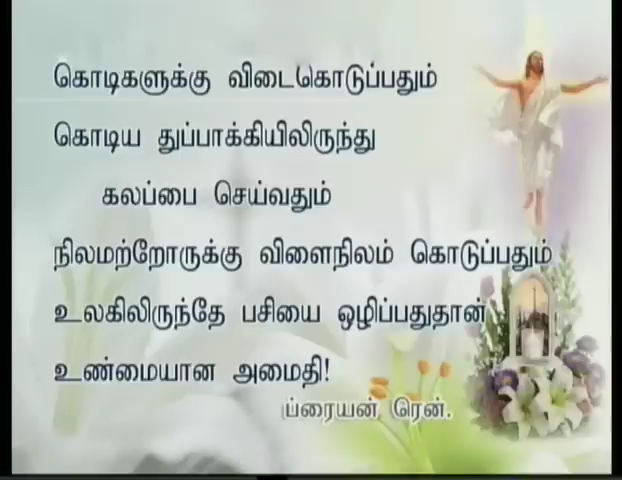 கொடிகளுக்கு விடைகொடுப்பதும்
கொடிய துப்பாக்கியிலிருந்து
கலப்பை செய்வதும்
நிலமற்றோருக்கு விளைநிலம் கொடுப்பதும்
உலகிலிருந்தே பசியை ஒழிப்பதுதான்
உண்மையான அமைதி!
ப்ரையன் ரென்.